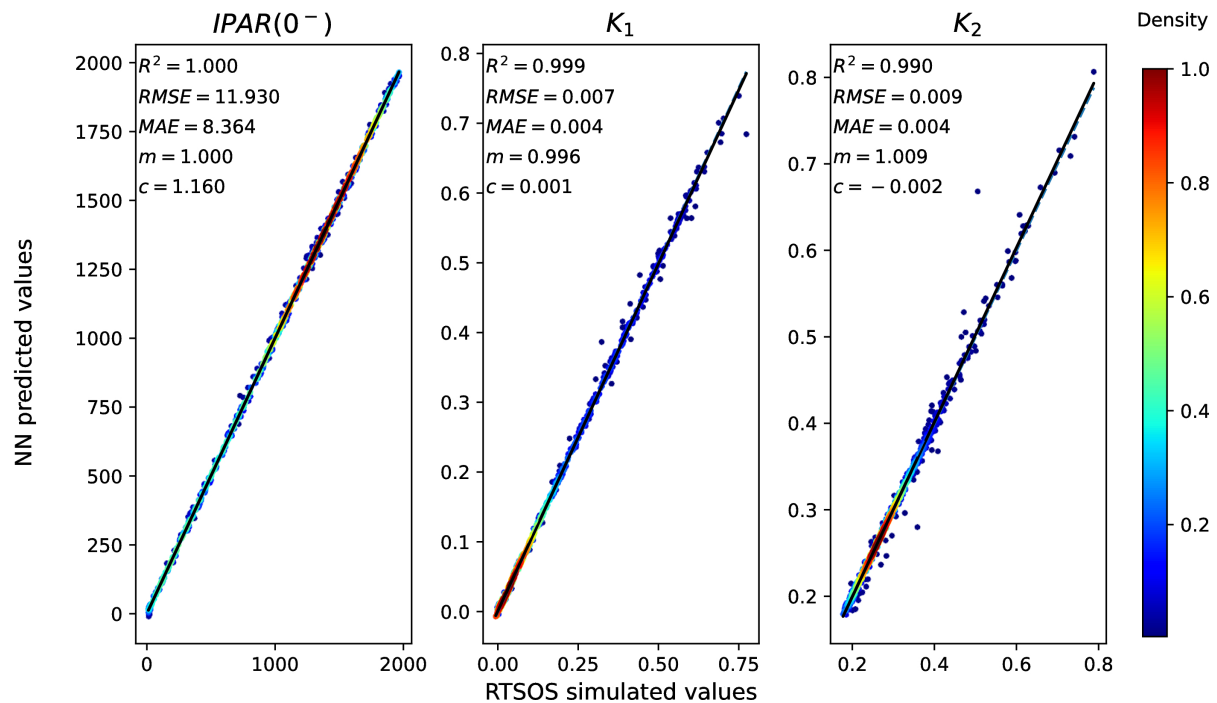 IPAR(0⁻)
K₁
K₂
Density
R² = 1.000
RMSE = 11.930
MAE = 8.364
m = 1.000
c = 1.160
R² = 0.999
RMSE = 0.007
MAE = 0.004
m = 0.996
c = 0.001
R² = 0.990
RMSE = 0.009
MAE = 0.004
m = 1.009
c = −0.002
NN predicted values
2000
1750
1500
1250
1000
750
500
250
0
0 1000 2000
0.8
0.7
0.6
0.5
0.4
0.3
0.2
0.1
0.0
0.00 0.25 0.50 0.75
0.8
0.7
0.6
0.5
0.4
0.3
0.2
0.2 0.4 0.6 0.8
1.0
0.8
0.6
0.4
0.2
RTSOS simulated values